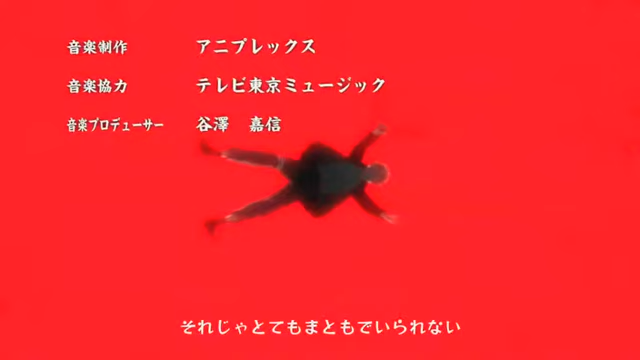 音楽制作 アニプレックス
音楽協力 テレビ東京ミュージック
音楽プロデューサー 谷澤 嘉信
それじゃとてもまともでいられない